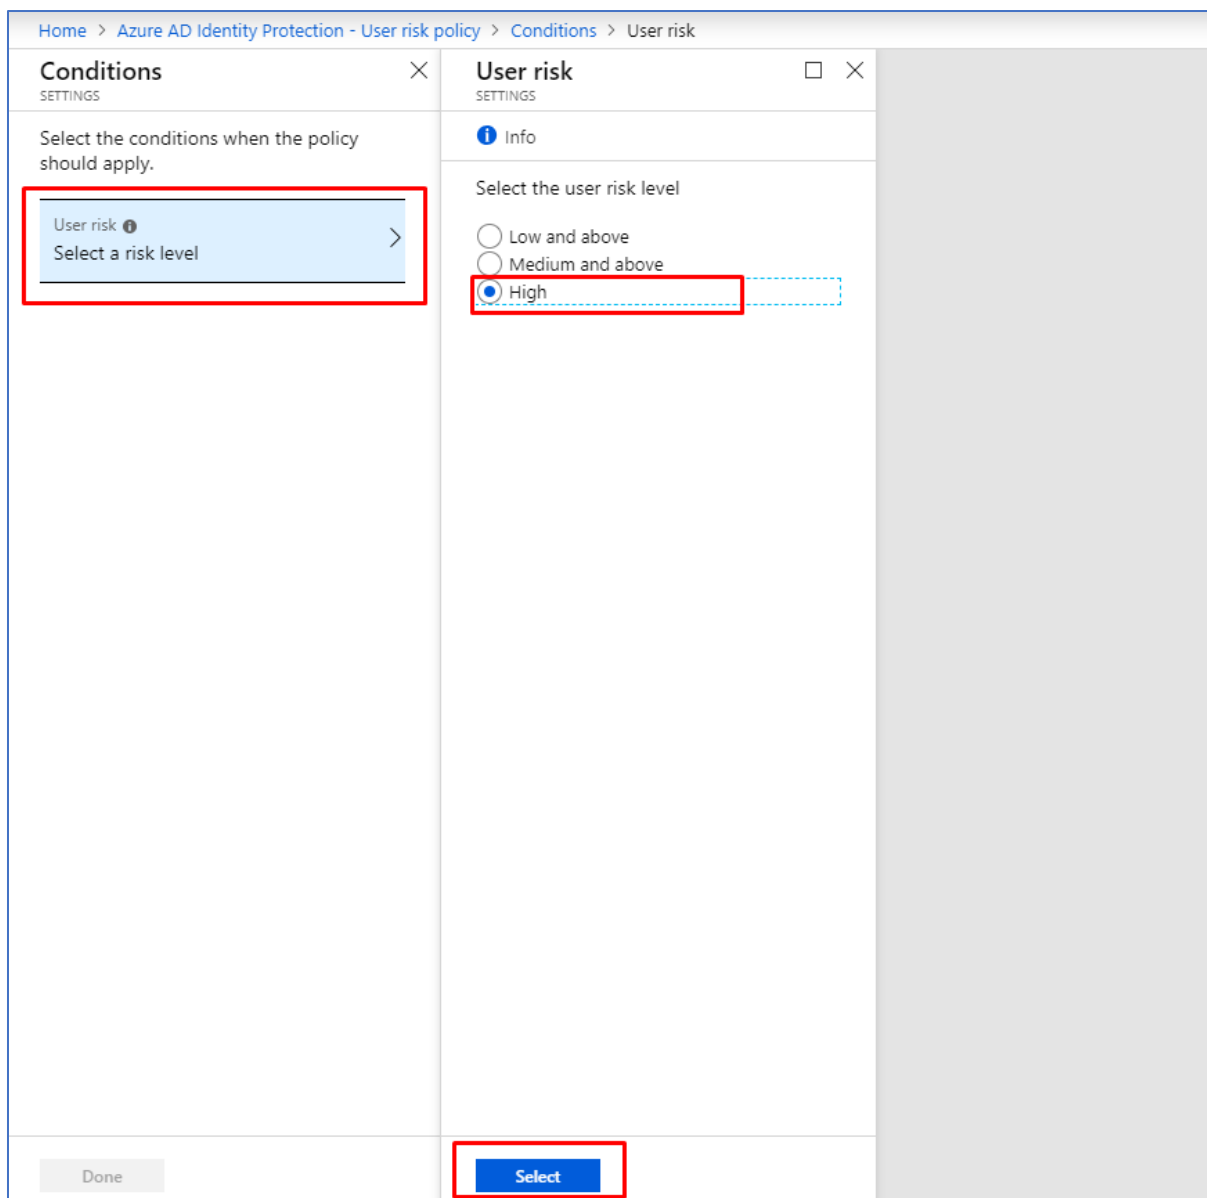 Home > Azure AD Identity Protection - User risk policy > Conditions > User risk
Conditions
SETTINGS
Select the conditions when the policy
should apply.
User risk
Select a risk level
Done
User risk
SETTINGS
Info
Select the user risk level
Low and above
Medium and above
High
Select